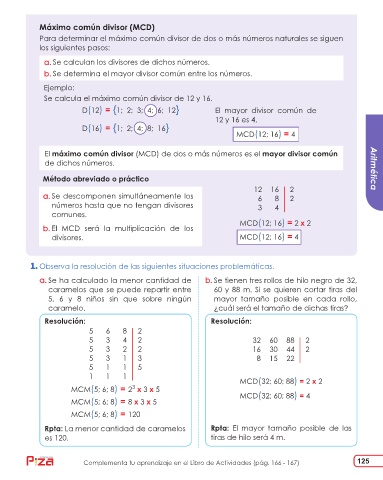 Máximo común divisor (MCD)
Para determinar el máximo común divisor de dos o más números naturales se siguen
los siguientes pasos:
a. Se calculan los divisores de dichos números.
b. Se determina el mayor divisor común entre los números.
Ejemplo:
Se calcula el máximo común divisor de 12 y 16.
D(12) = {1; 2; 3; 4; 6; 12}
D(16) = {1; 2; 4; 8; 16}
El mayor divisor común de
12 y 16 es 4.
MCD(12; 16) = 4
El máximo común divisor (MCD) de dos o más números es el mayor divisor común
de dichos números.
Método abreviado o práctico
a. Se descomponen simultáneamente los
números hasta que no tengan divisores
comunes.
b. El MCD será la multiplicación de los
divisores.
12 16 2
6 8 2
3 4
MCD(12; 16) = 2 x 2
MCD(12; 16) = 4
Aritmética
1. Observa la resolución de las siguientes situaciones problemáticas.
a. Se ha calculado la menor cantidad de
caramelos que se puede repartir entre
5, 6 y 8 niños sin que sobre ningún
caramelo.
Resolución:
5 6 8 2
5 3 4 2
5 3 2 2
5 3 1 3
5 1 1 5
1 1 1
MCM(5; 6; 8) = 2³ x 3 x 5
MCM(5; 6; 8) = 8 x 3 x 5
MCM(5; 6; 8) = 120
Rpta: La menor cantidad de caramelos
es 120.
b. Se tienen tres rollos de hilo negro de 32,
60 y 88 m. Si se quieren cortar tiras del
mayor tamaño posible en cada rollo,
¿cuál será el tamaño de dichas tiras?
Resolución:
32 60 88 2
16 30 44 2
8 15 22
MCD(32; 60; 88) = 2 x 2
MCD(32; 60; 88) = 4
Rpta: El mayor tamaño posible de las
tiras de hilo será 4 m.
Complementa tu aprendizaje en el Libro de Actividades (pág. 166 - 167)
125